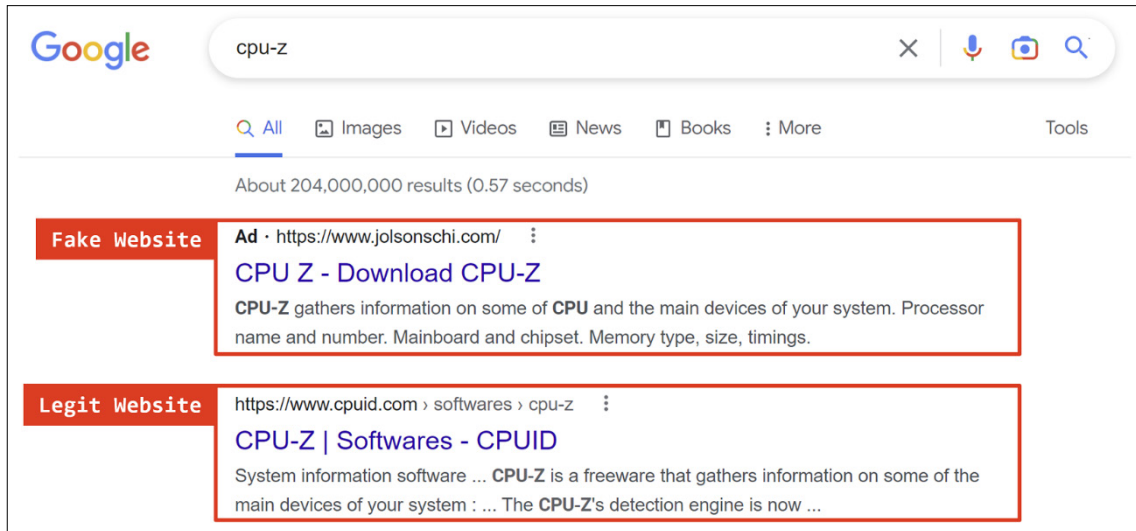 Google
cpu-z
All Images Videos News Books More Tools
About 204,000,000 results (0.57 seconds)
Fake Website
Ad · https://www.jolsonschi.com/
CPU Z - Download CPU-Z
CPU-Z gathers information on some of CPU and the main devices of your system. Processor
name and number. Mainboard and chipset. Memory type, size, timings.
Legit Website
https://www.cpuid.com › softwares › cpu-z
CPU-Z | Softwares - CPUID
System information software ... CPU-Z is a freeware that gathers information on some of the
main devices of your system : ... The CPU-Z's detection engine is now ...